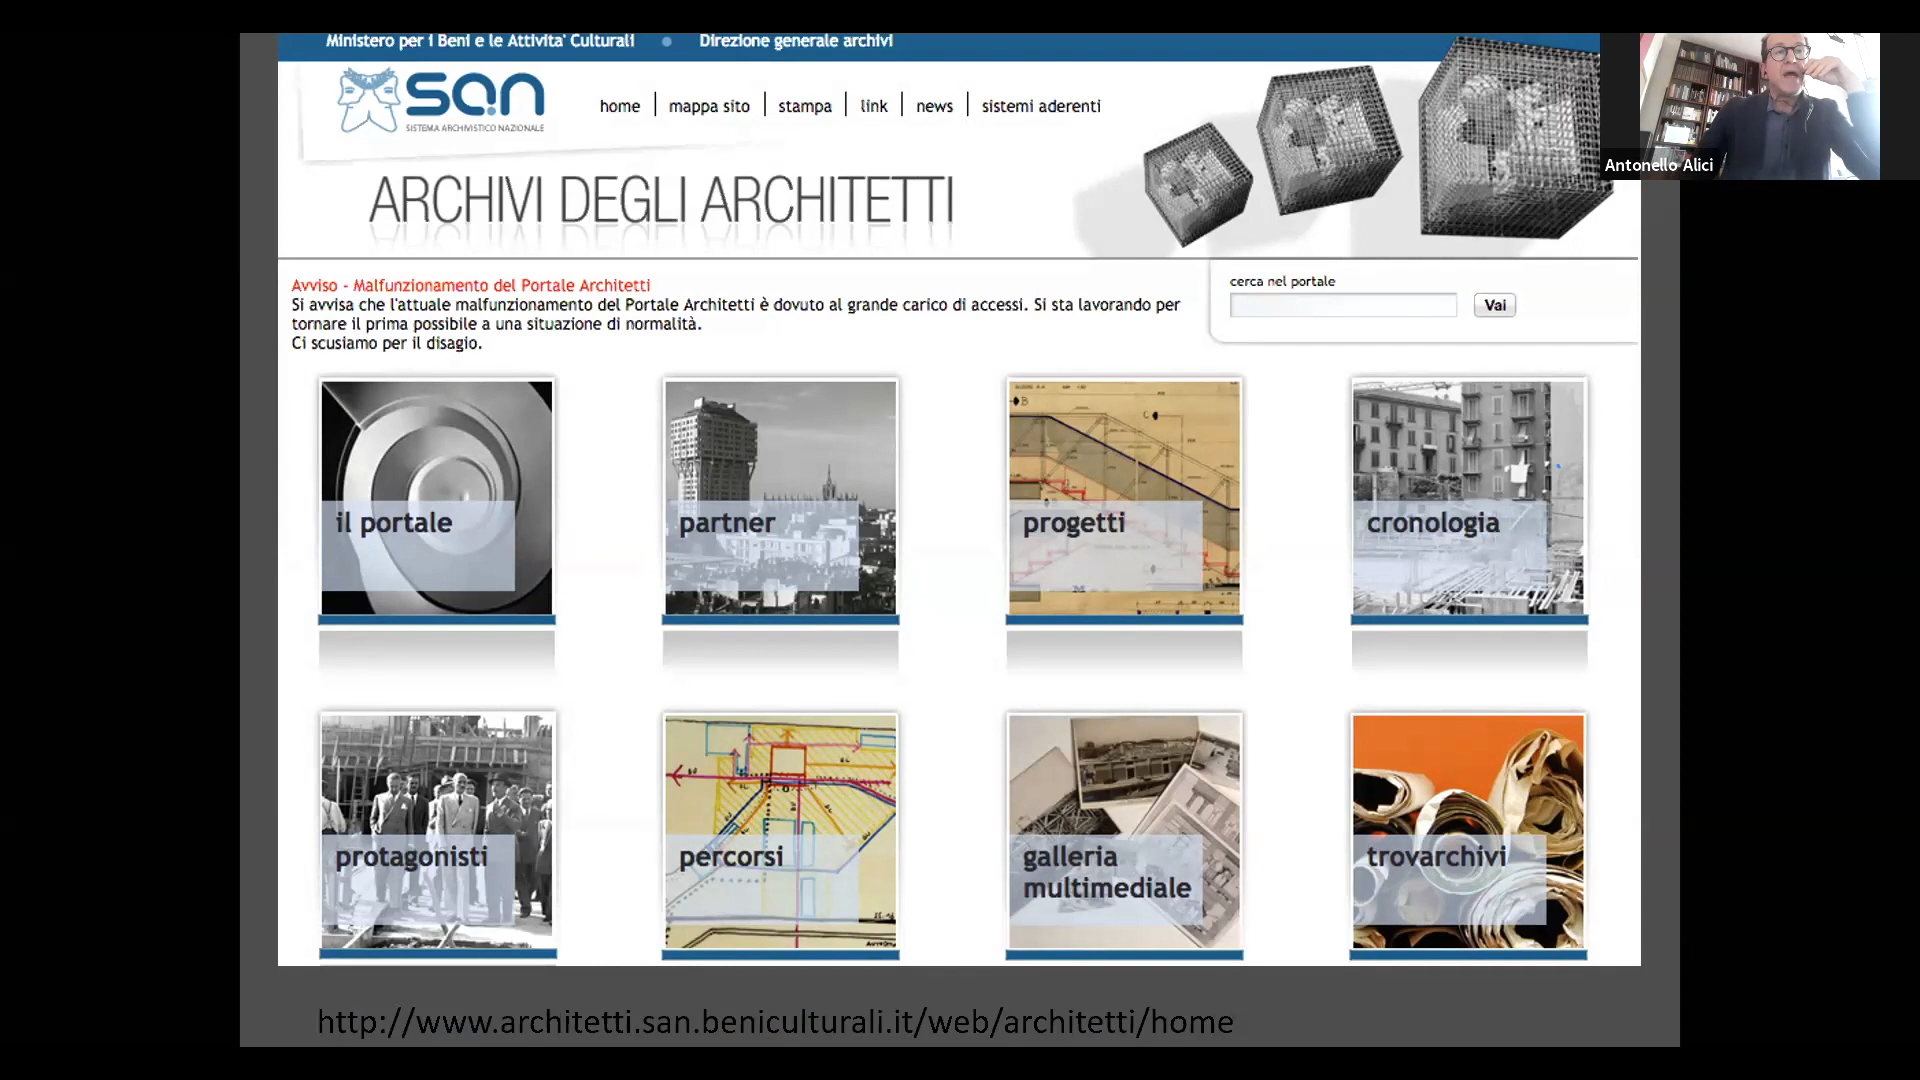 Ministero per i Beni e le Attivita' Culturali • Direzione generale archivi
san
SISTEMA ARCHIVISTICO NAZIONALE
home | mappa sito | stampa | link | news | sistemi aderenti
Antonello Alici
ARCHIVI DEGLI ARCHITETTI
Avviso - Malfunzionamento del Portale Architetti
Si avvisa che l'attuale malfunzionamento del Portale Architetti è dovuto al grande carico di accessi. Si sta lavorando per
tornare il prima possibile a una situazione di normalità.
Ci scusiamo per il disagio.
cerca nel portale
Vai
il portale
partner
B
C
progetti
cronologia
protagonisti
percorsi
galleria
multimediale
trovarchivi
http://www.architetti.san.beniculturali.it/web/architetti/home